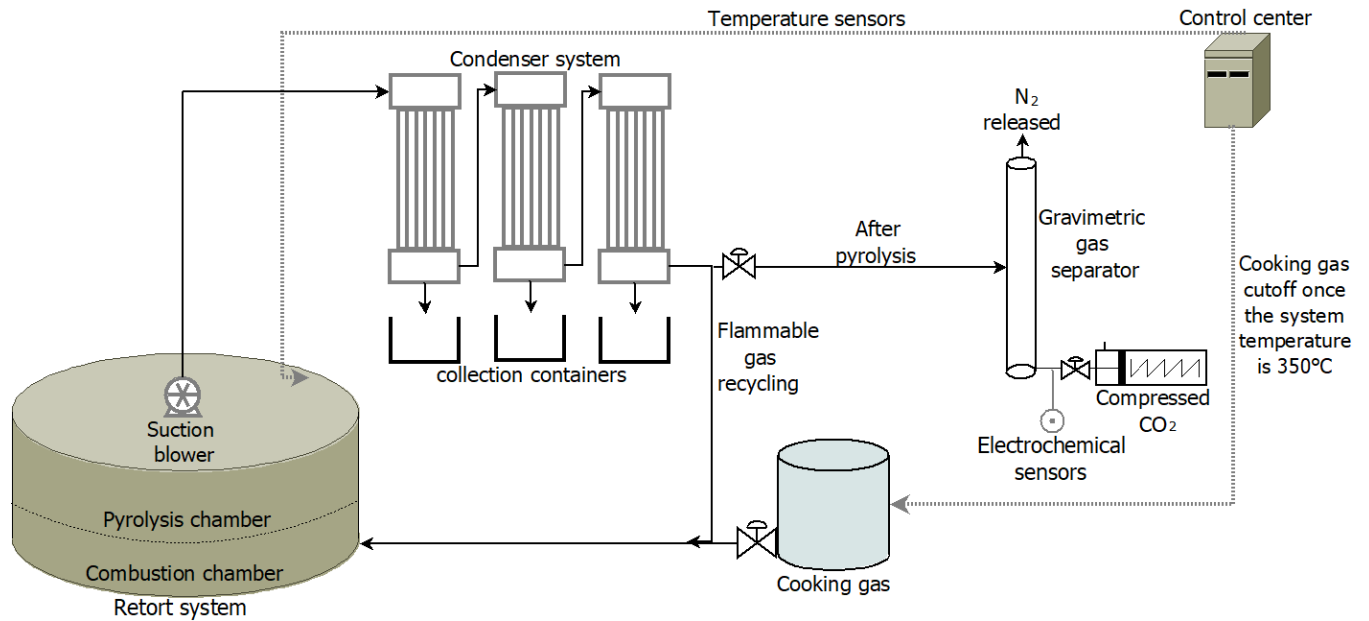 Temperature sensors
Control center
Condenser system
N2
released
After
pyrolysis
Gravimetric
gas
separator
Cooking gas
cutoff once
the system
temperature
is 350ºC
Flammable
gas
recycling
collection containers
Compressed
CO2
Suction
blower
Electrochemical
sensors
Pyrolysis chamber
Combustion chamber
Cooking gas
Retort system